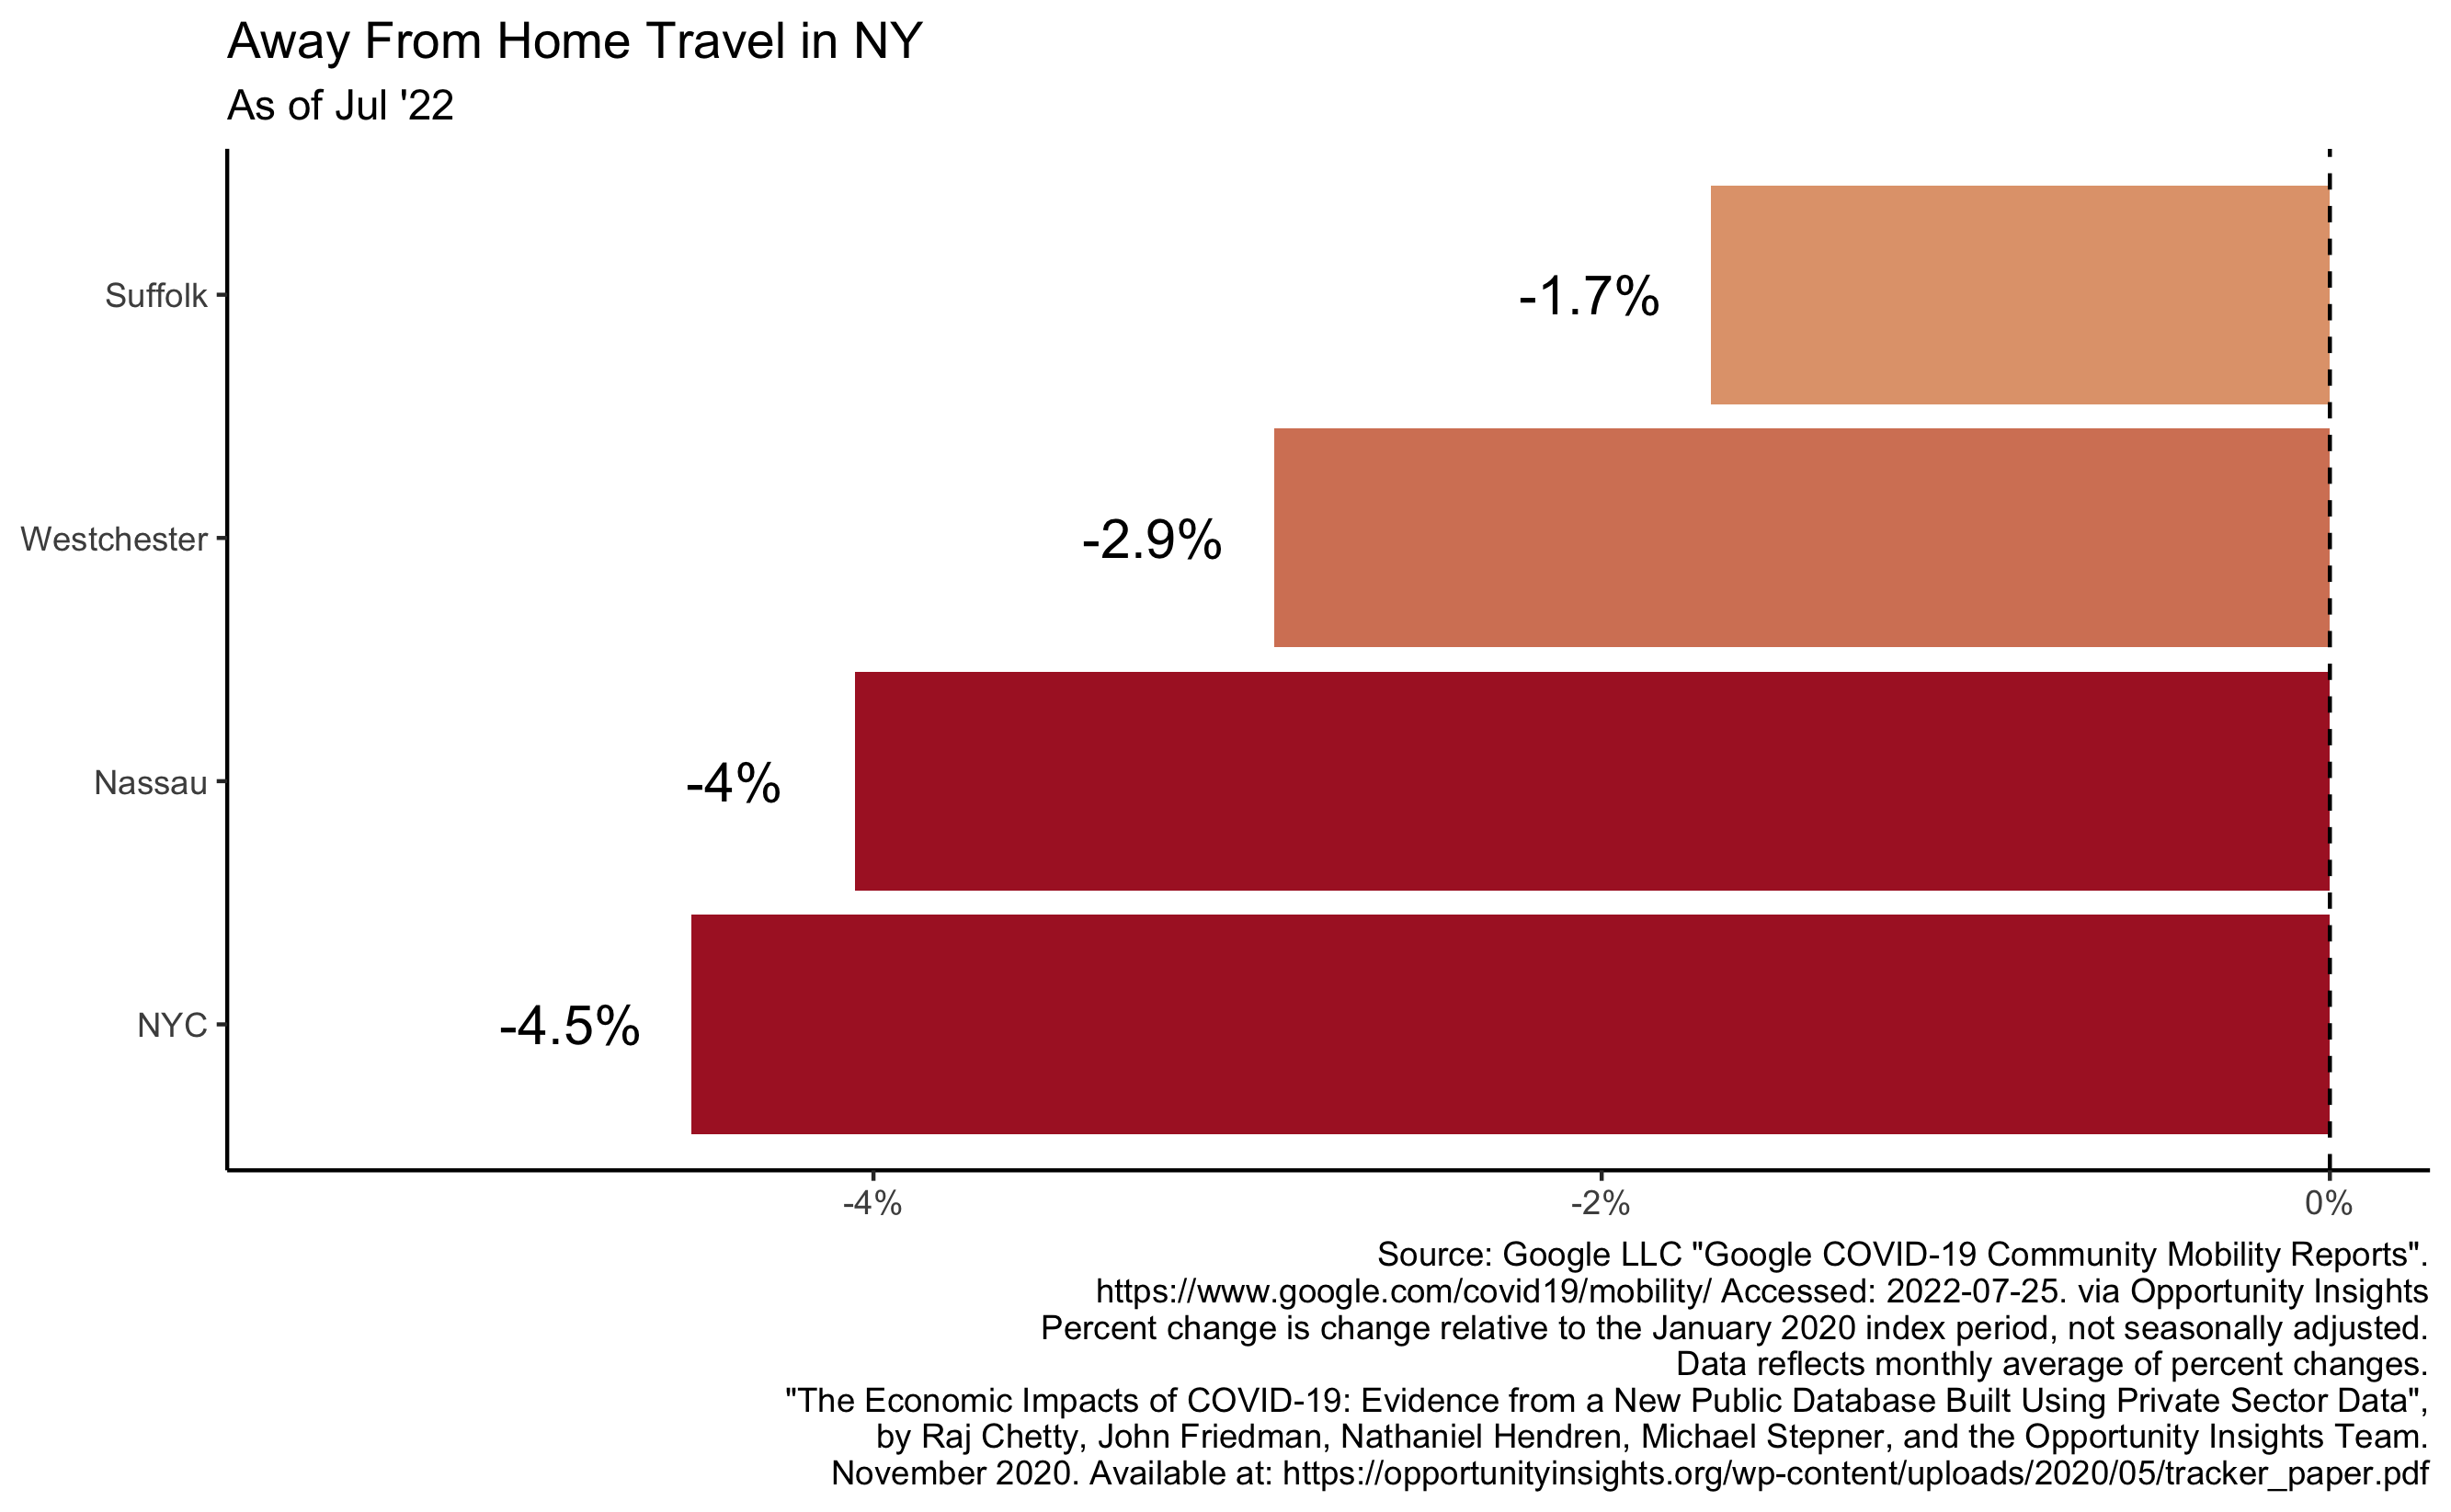 Away From Home Travel in NY
As of Jul '22
Suffolk
-1.7%
Westchester
-2.9%
Nassau
-4%
NYC
-4.5%
-4%
-2%
0%
Source: Google LLC "Google COVID-19 Community Mobility Reports".
https://www.google.com/covid19/mobility/ Accessed: 2022-07-25. via Opportunity Insights
Percent change is change relative to the January 2020 index period, not seasonally adjusted.
Data reflects monthly average of percent changes.
"The Economic Impacts of COVID-19: Evidence from a New Public Database Built Using Private Sector Data",
by Raj Chetty, John Friedman, Nathaniel Hendren, Michael Stepner, and the Opportunity Insights Team.
November 2020. Available at: https://opportunityinsights.org/wp-content/uploads/2020/05/tracker_paper.pdf